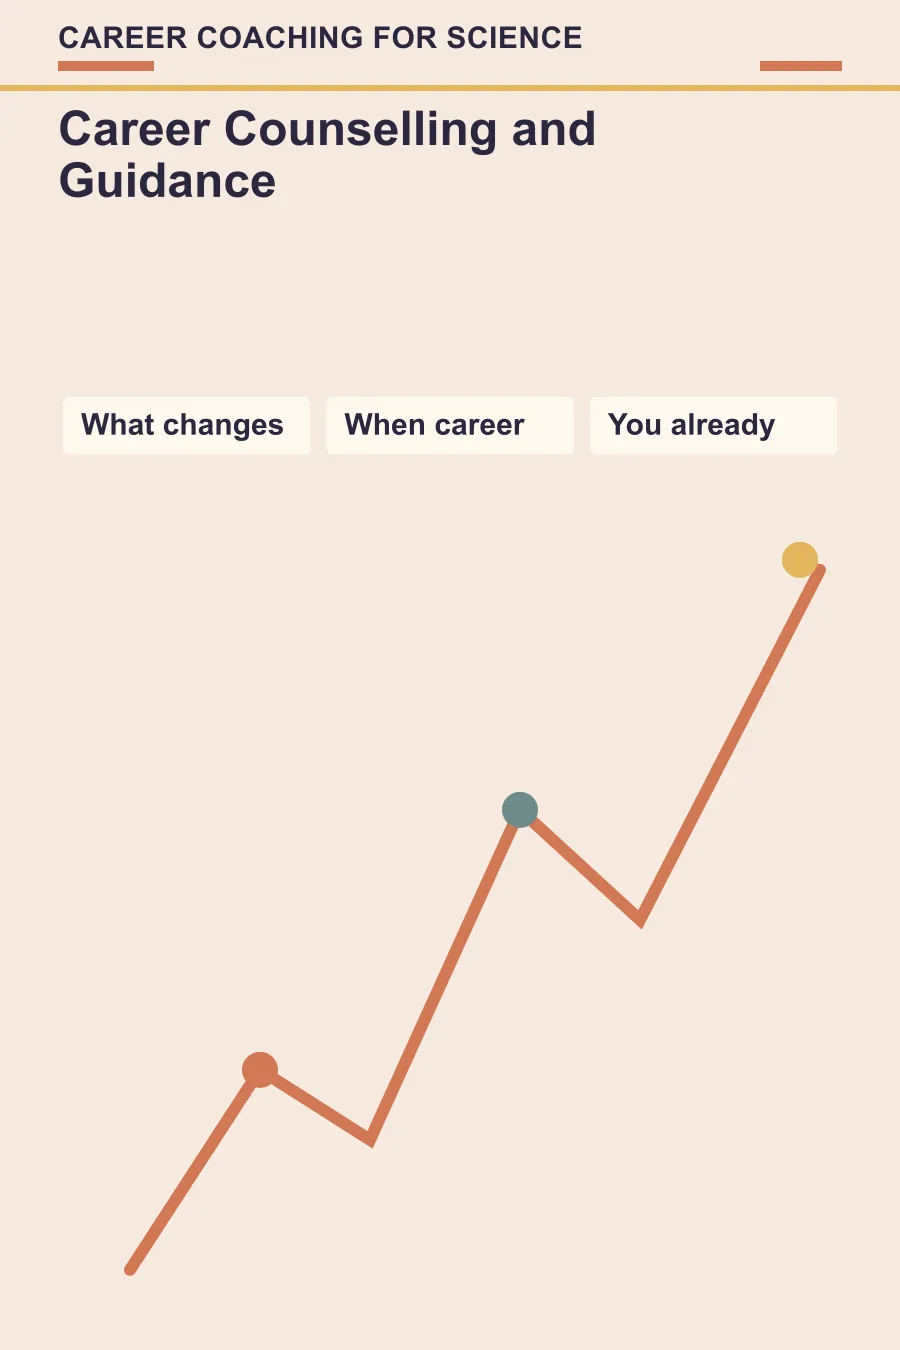 CAREER COACHING FOR SCIENCE
Career Counselling and
Guidance
What changes
When career
You already